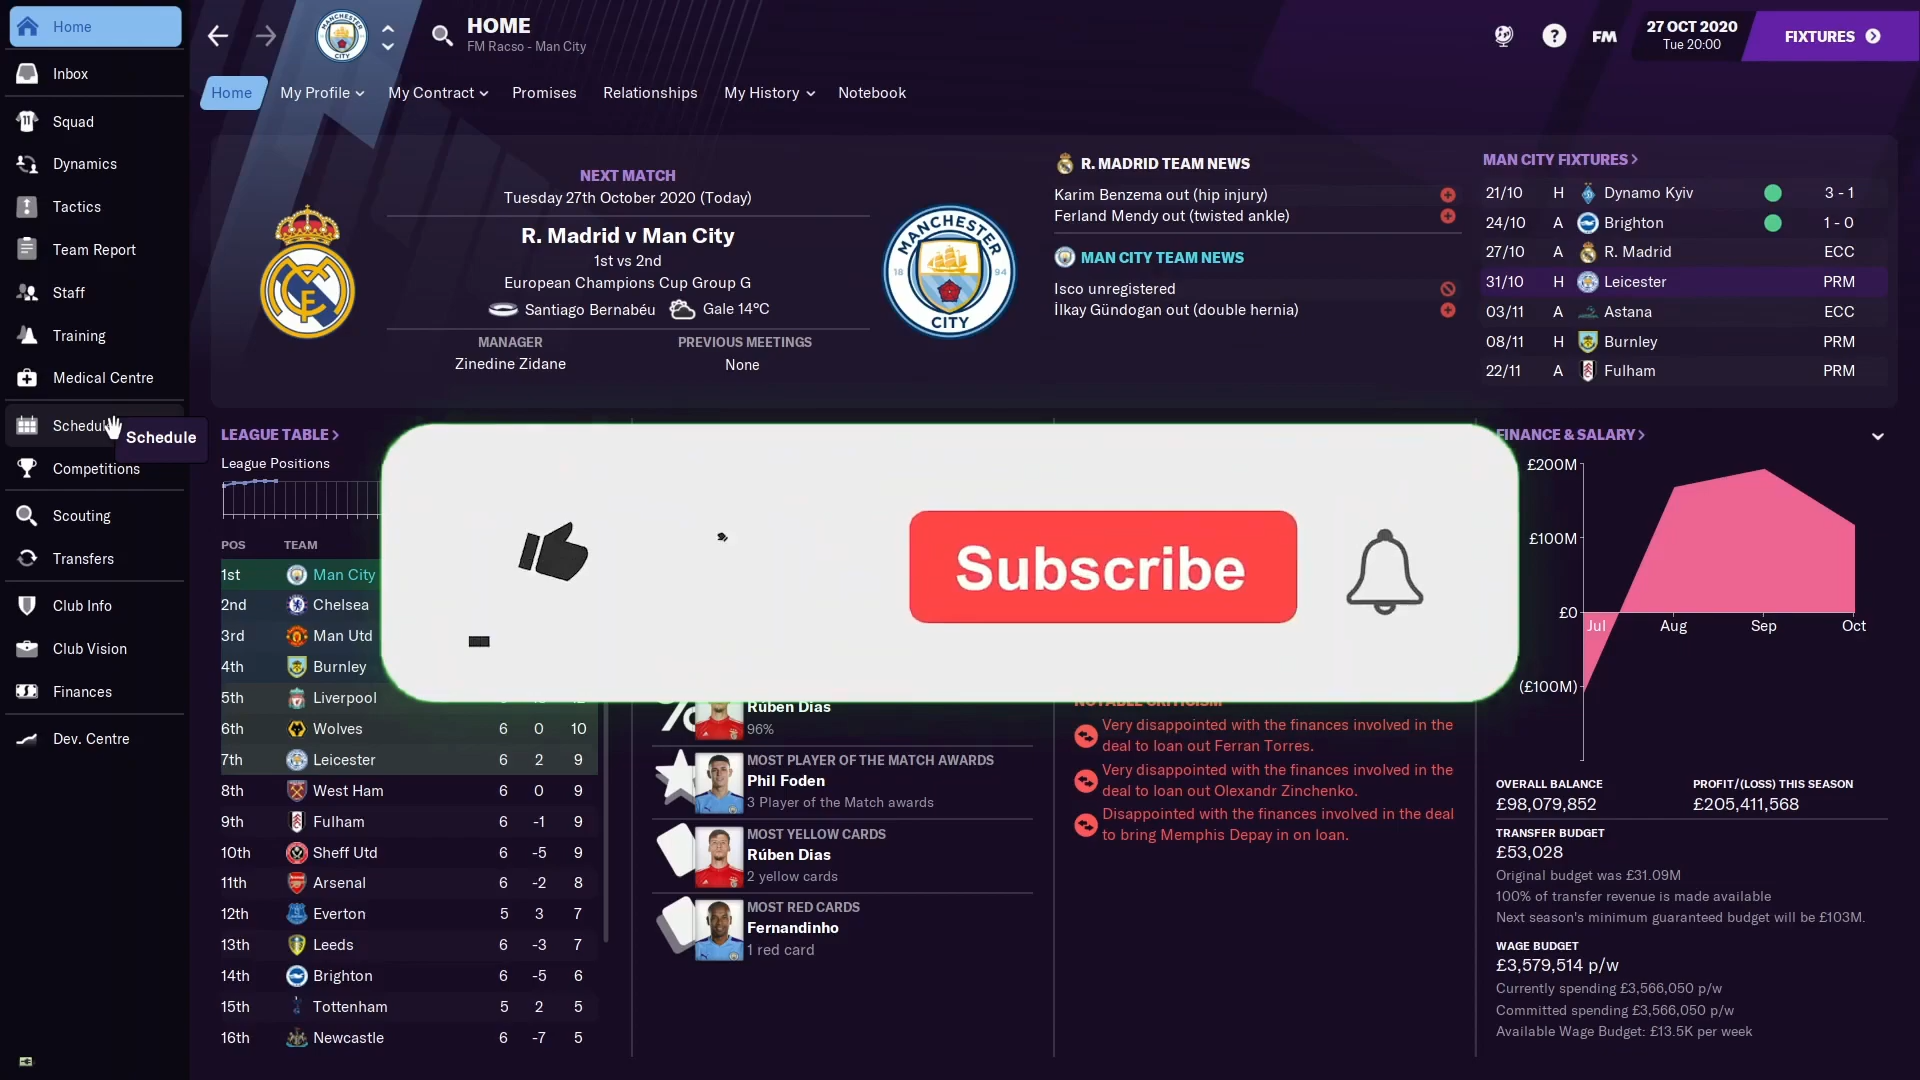 Home
Inbox
Squad
Dynamics
Tactics
Team Report
Staff
Training
Medical Centre
Schedule
Competitions
Scouting
Transfers
Club Info
Club Vision
Finances
Dev. Centre
HOME
FM Racso - Man City
FM
27 OCT 2020
Tue 20:00
FIXTURES
Home My Profile My Contract Promises Relationships My History Notebook
NEXT MATCH
Tuesday 27th October 2020 (Today)
R. Madrid v Man City
1st vs 2nd
European Champions Cup Group G
Santiago Bernabéu Gale 14°C
MANAGER PREVIOUS MEETINGS
Zinedine Zidane None
MANCHESTER
18 94
CITY
R. MADRID TEAM NEWS
Karim Benzema out (hip injury)
Ferland Mendy out (twisted ankle)
MAN CITY TEAM NEWS
Isco unregistered
İlkay Gündogan out (double hernia)
MAN CITY FIXTURES
21/10 H Dynamo Kyiv 3 - 1
24/10 A Brighton 1 - 0
27/10 A R. Madrid ECC
31/10 H Leicester PRM
03/11 A Astana ECC
08/11 H Burnley PRM
22/11 A Fulham PRM
LEAGUE TABLE
League Positions
POS TEAM
1st Man City
2nd Chelsea
3rd Man Utd
4th Burnley
5th Liverpool
6th Wolves 6 0 10
7th Leicester 6 2 9
8th West Ham 6 0 9
9th Fulham 6 -1 9
10th Sheff Utd 6 -5 9
11th Arsenal 6 -2 8
12th Everton 5 3 7
13th Leeds 6 -3 7
14th Brighton 6 -5 6
15th Tottenham 5 2 5
16th Newcastle 6 -7 5
Subscribe
Rúben Dias
96%
MOST PLAYER OF THE MATCH AWARDS
Phil Foden
3 Player of the Match awards
MOST YELLOW CARDS
Rúben Dias
2 yellow cards
MOST RED CARDS
Fernandinho
1 red card
NOTABLE CRITICISM
Very disappointed with the finances involved in the
deal to loan out Ferran Torres.
Very disappointed with the finances involved in the
deal to loan out Olexandr Zinchenko.
Disappointed with the finances involved in the deal
to bring Memphis Depay in on loan.
FINANCE & SALARY
£200M
£100M
£0
(£100M)
Jul Aug Sep Oct
OVERALL BALANCE PROFIT/(LOSS) THIS SEASON
£98,079,852 £205,411,568
TRANSFER BUDGET
£53,028
Original budget was £31.09M
100% of transfer revenue is made available
Next season's minimum guaranteed budget will be £103M.
WAGE BUDGET
£3,579,514 p/w
Currently spending £3,566,050 p/w
Committed spending £3,566,050 p/w
Available Wage Budget: £13.5K per week
Schedule